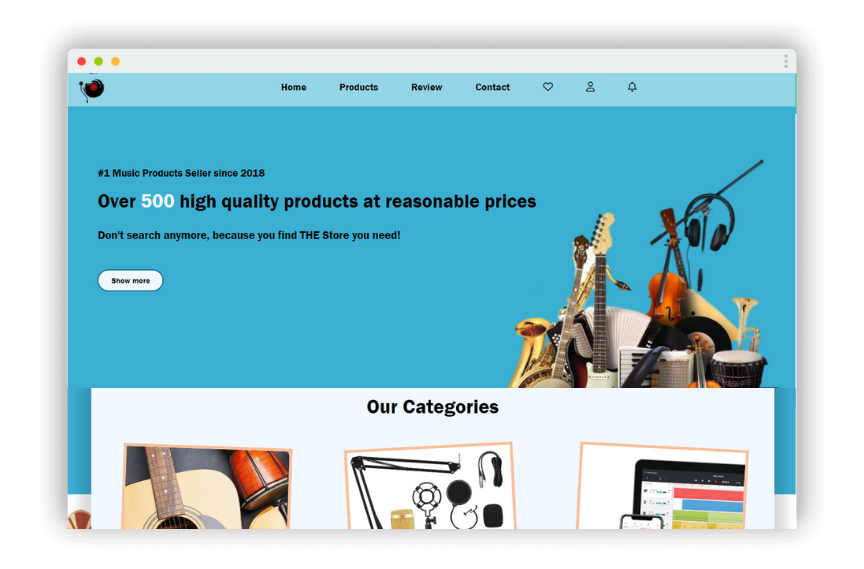 Home Products Review Contact
#1 Music Products Seller since 2018
Over 500 high quality products at reasonable prices
Don't search anymore, because you find THE Store you need!
Show more
Our Categories